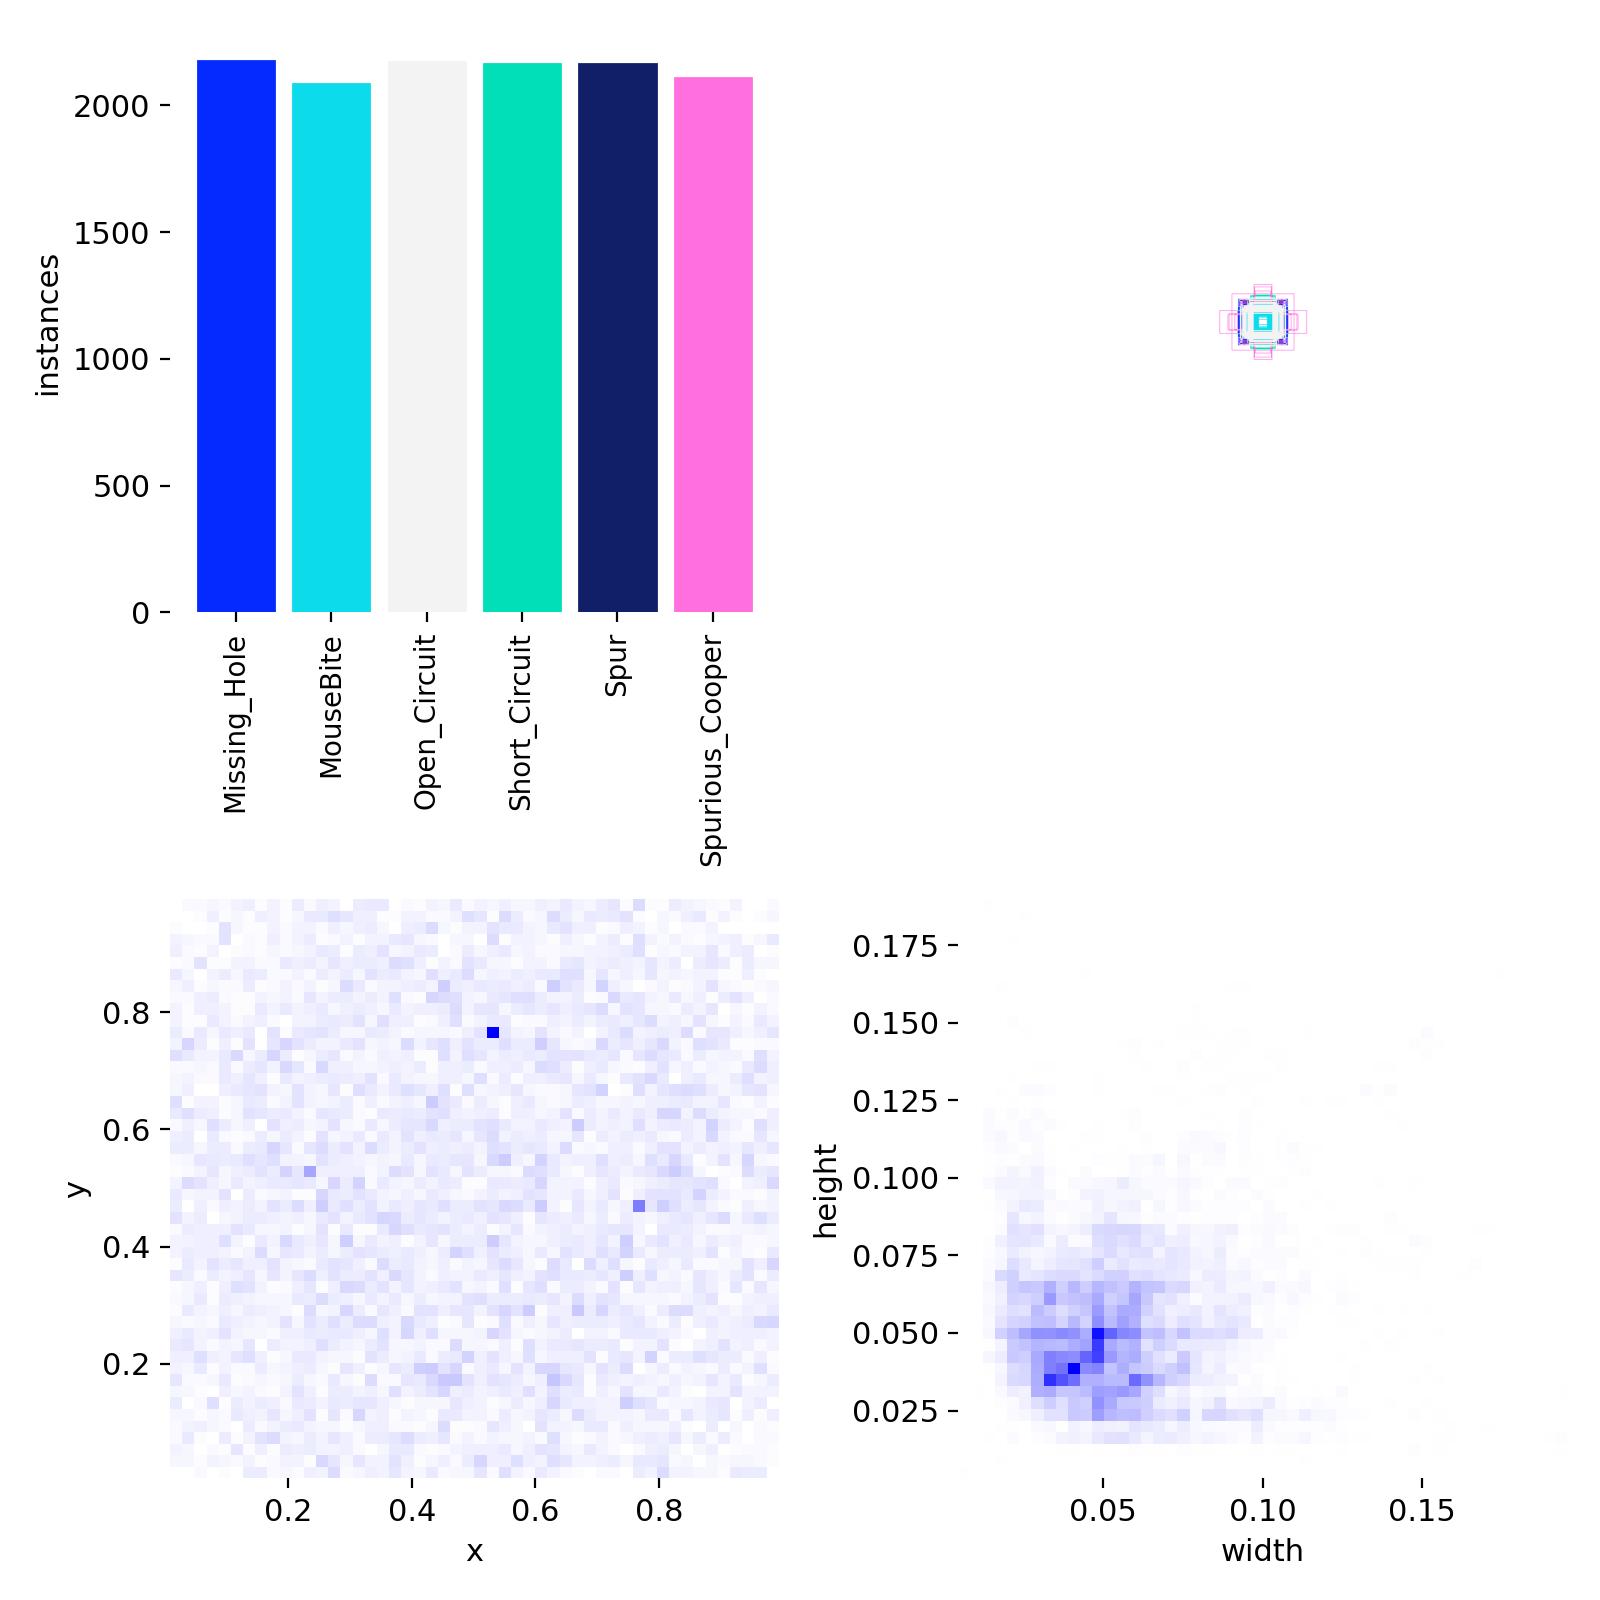 instances
2000
1500
1000
500
0
Missing_Hole
MouseBite
Open_Circuit
Short_Circuit
Spur
Spurious_Cooper
y
0.8
0.6
0.4
0.2
0.2 0.4 0.6 0.8
x
height
0.175
0.150
0.125
0.100
0.075
0.050
0.025
0.05 0.10 0.15
width